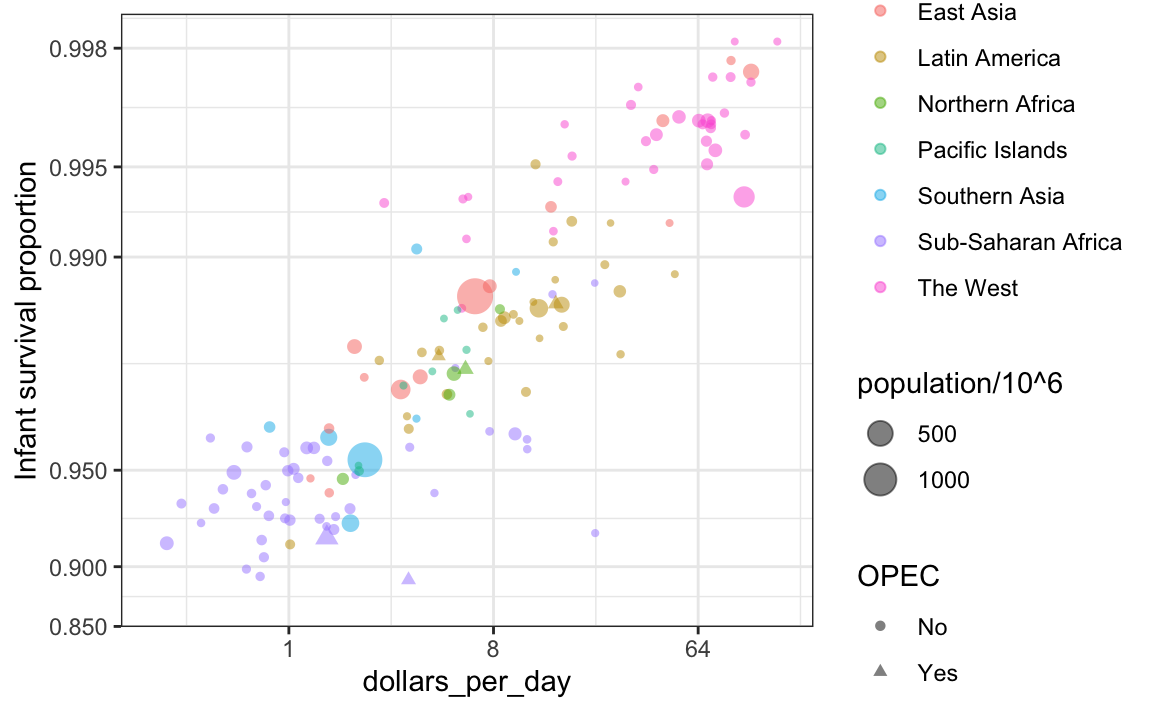 0.998
0.995
0.990
0.950
0.900
0.850
Infant survival proportion
1
8
64
dollars_per_day
East Asia
Latin America
Northern Africa
Pacific Islands
Southern Asia
Sub-Saharan Africa
The West
population/10^6
500
1000
OPEC
No
Yes